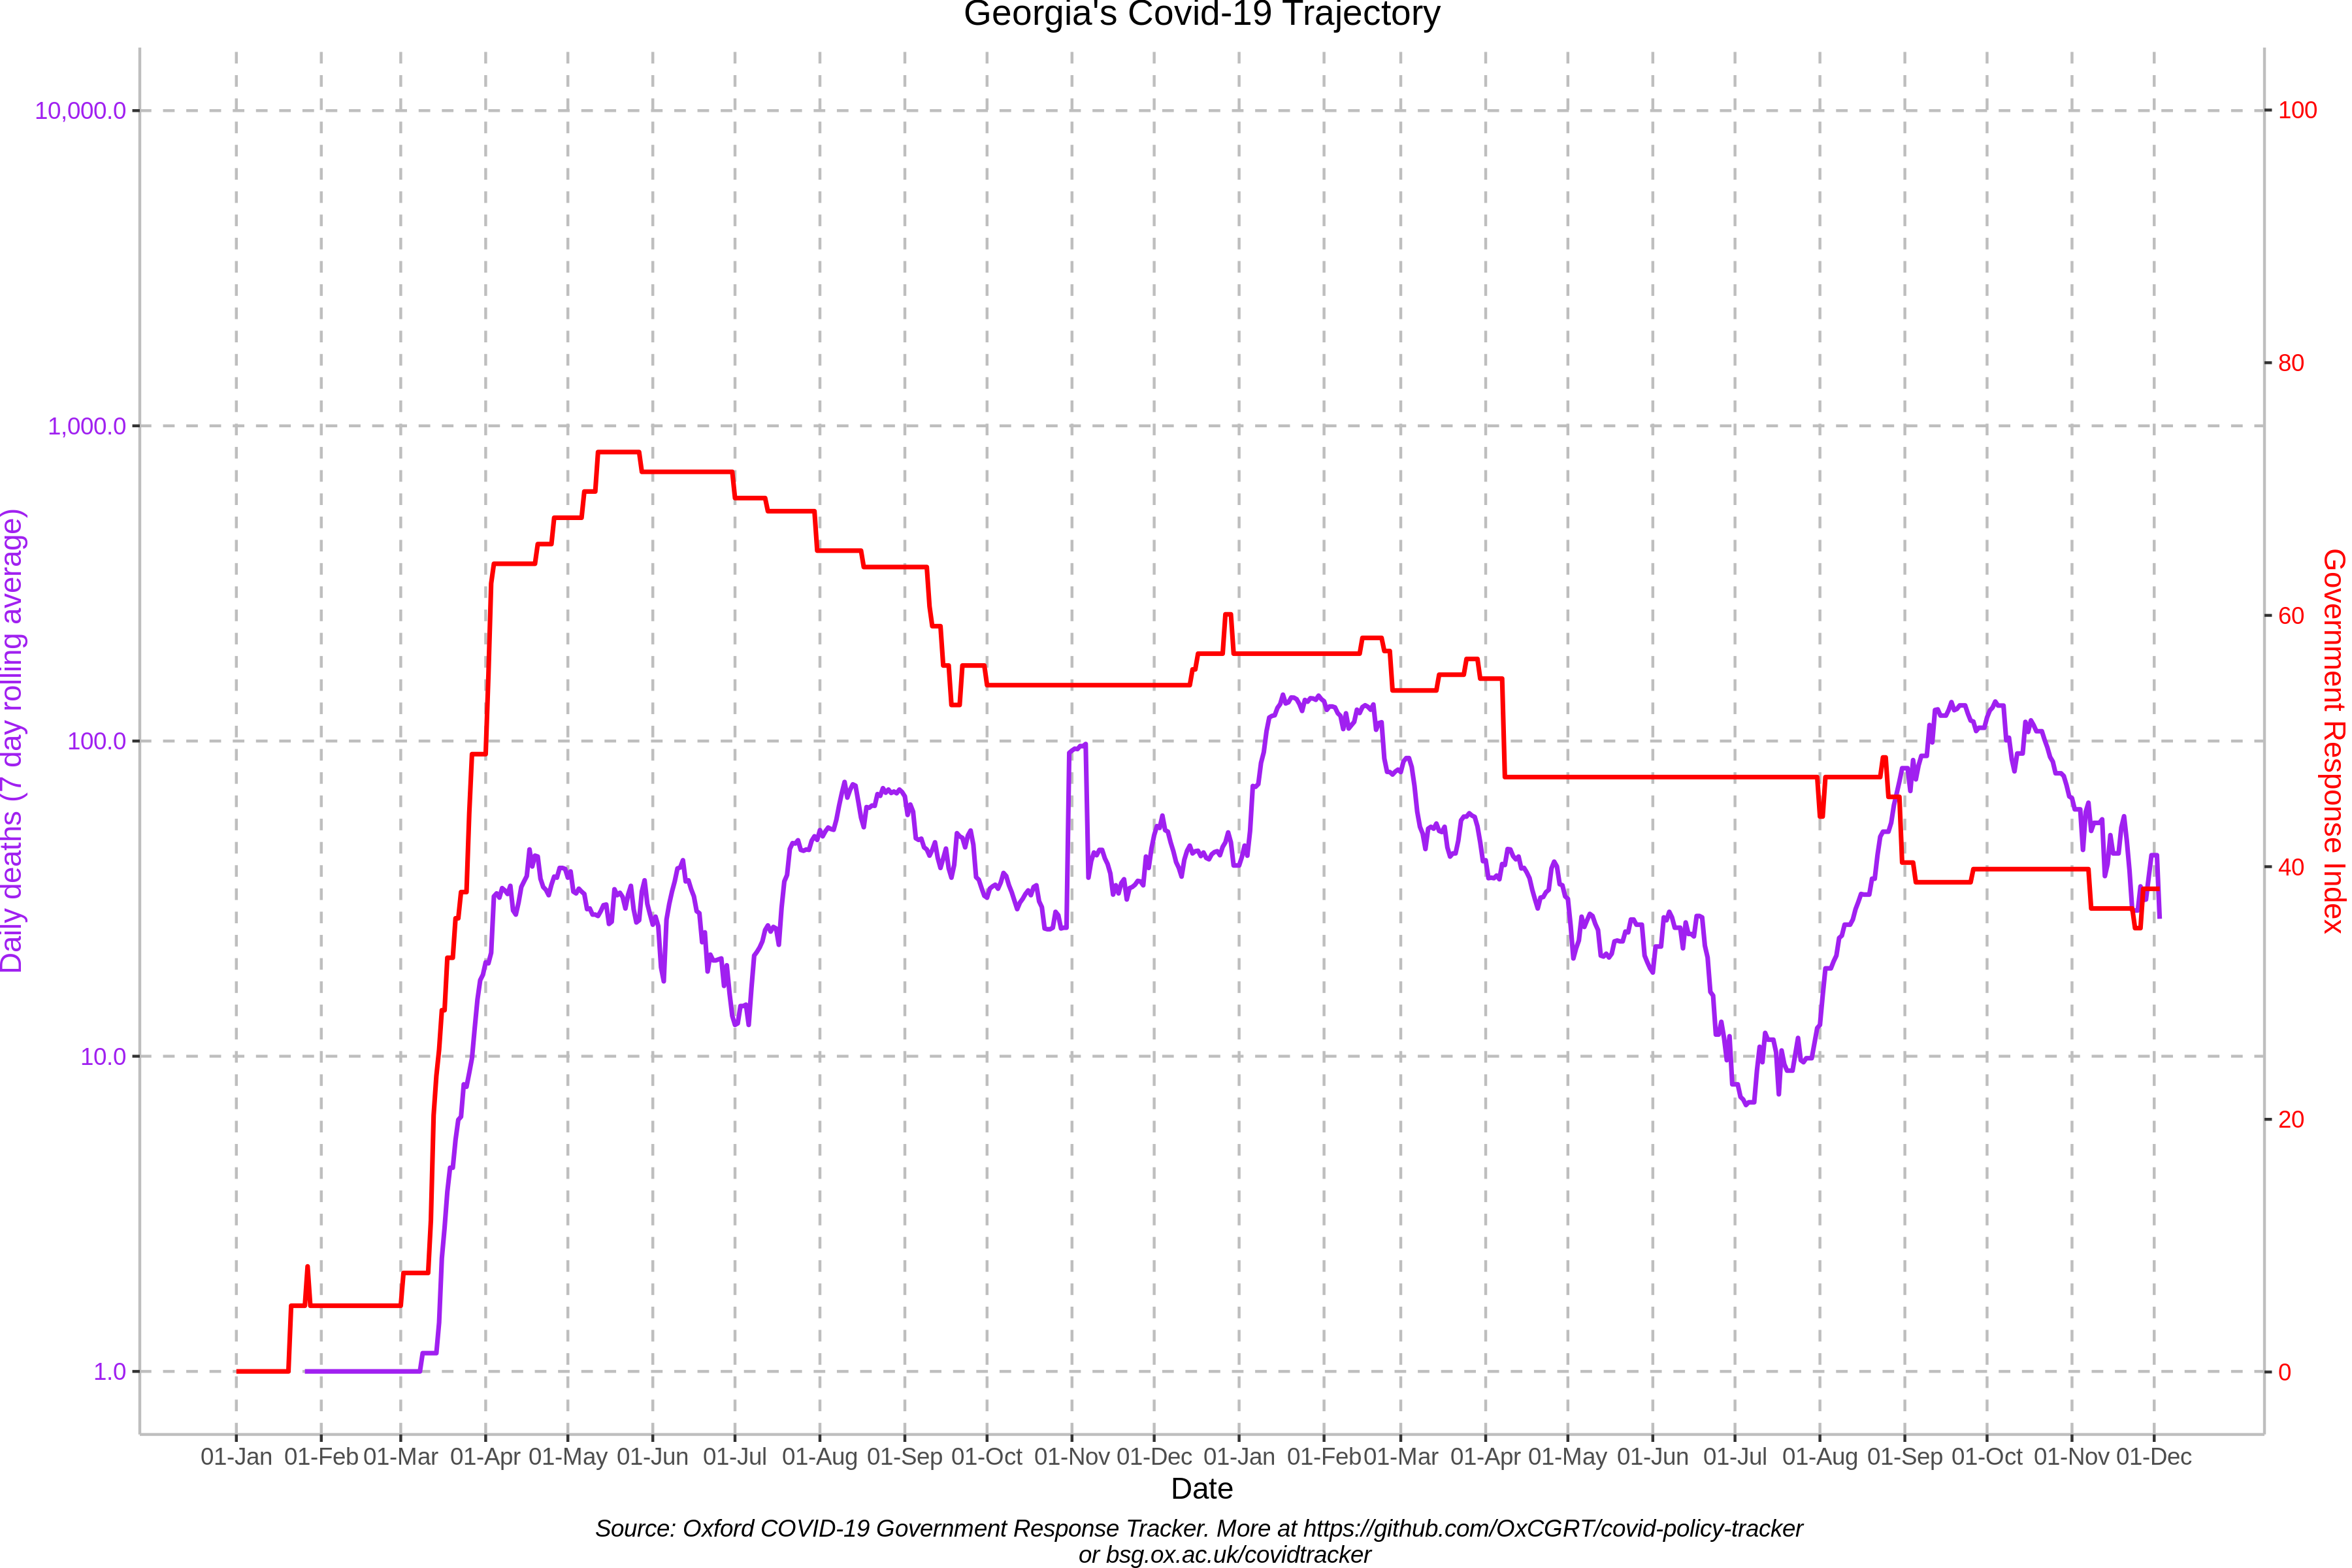 Georgia's Covid-19 Trajectory
10,000.0
1,000.0
100.0
10.0
1.0
Daily deaths (7 day rolling average)
100
80
60
40
20
0
Government Response Index
01-Jan 01-Feb 01-Mar 01-Apr 01-May 01-Jun 01-Jul 01-Aug 01-Sep 01-Oct 01-Nov 01-Dec 01-Jan 01-Feb 01-Mar 01-Apr 01-May 01-Jun 01-Jul 01-Aug 01-Sep 01-Oct 01-Nov 01-Dec
Date
Source: Oxford COVID-19 Government Response Tracker. More at https://github.com/OxCGRT/covid-policy-tracker
or bsg.ox.ac.uk/covidtracker